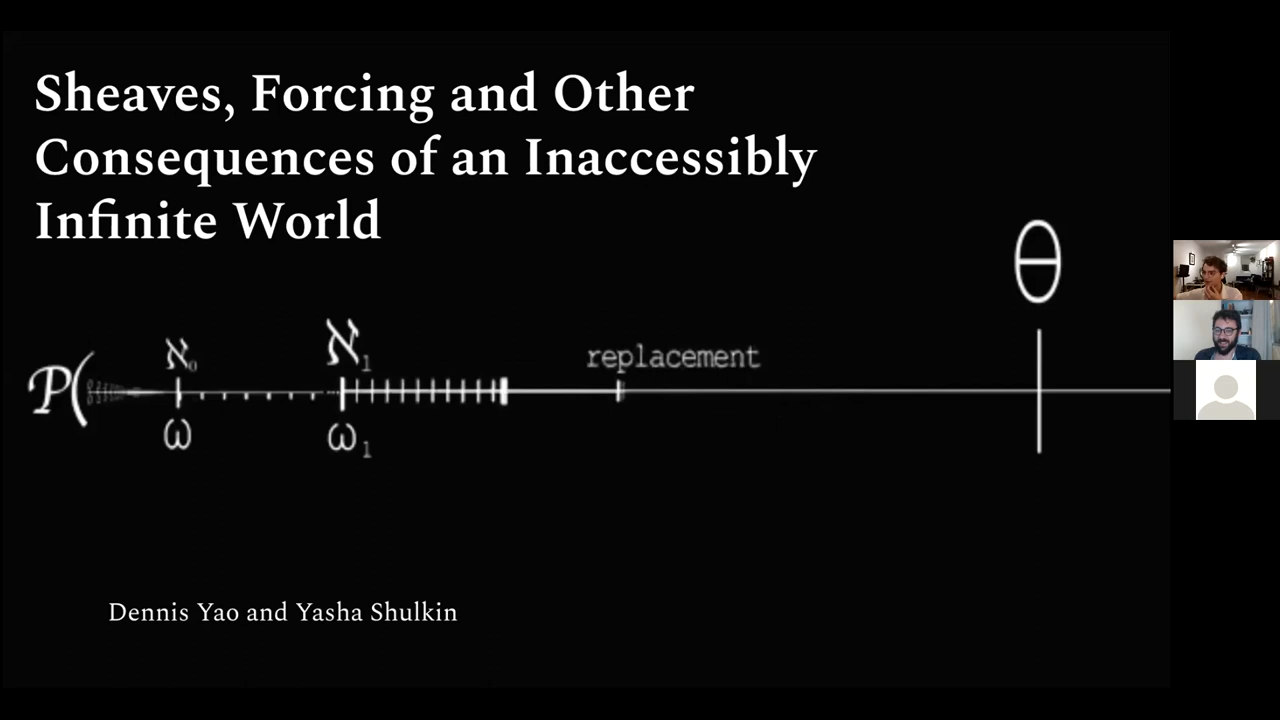 Sheaves, Forcing and Other
Consequences of an Inaccessibly
Infinite World
θ
ℵ₀ ℵ₁ replacement
𝒫(
ω ω₁
Dennis Yao and Yasha Shulkin